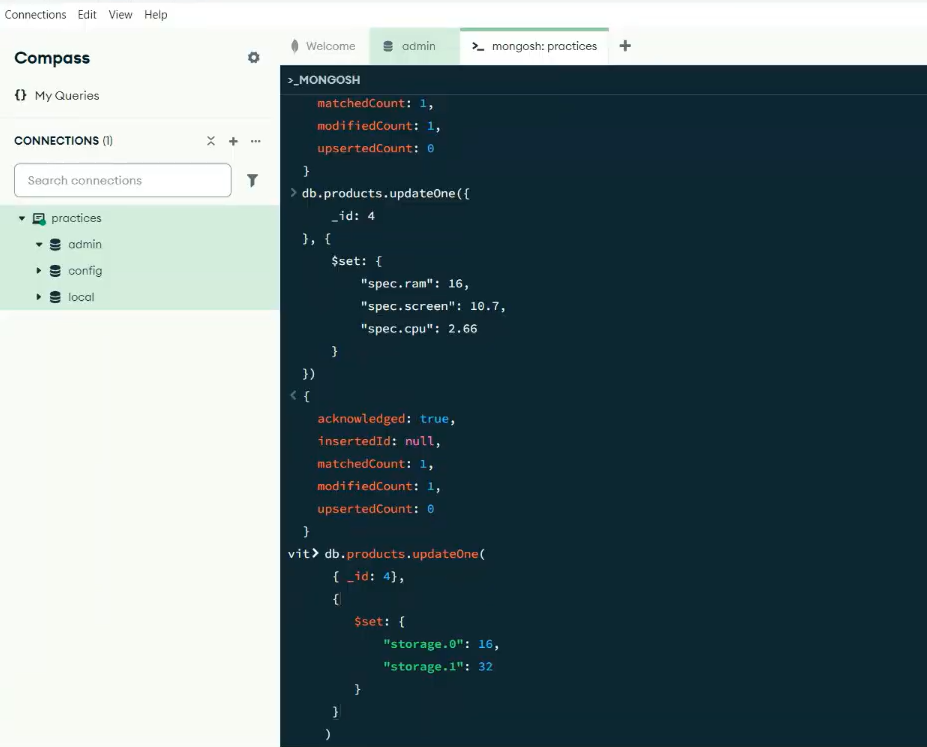 Connections Edit View Help
Compass
Welcome
admin
>_ mongosh: practices
{} My Queries
CONNECTIONS (1)
Search connections
practices
admin
config
local
>_MONGOSH
matchedCount: 1,
modifiedCount: 1,
upsertedCount: 0
}
> db.products.updateOne({
_id: 4
}, {
$set: {
"spec.ram": 16,
"spec.screen": 10.7,
"spec.cpu": 2.66
}
})
< {
acknowledged: true,
insertedId: null,
matchedCount: 1,
modifiedCount: 1,
upsertedCount: 0
}
vit> db.products.updateOne(
{ _id: 4},
{
$set: {
"storage.0": 16,
"storage.1": 32
}
}
)